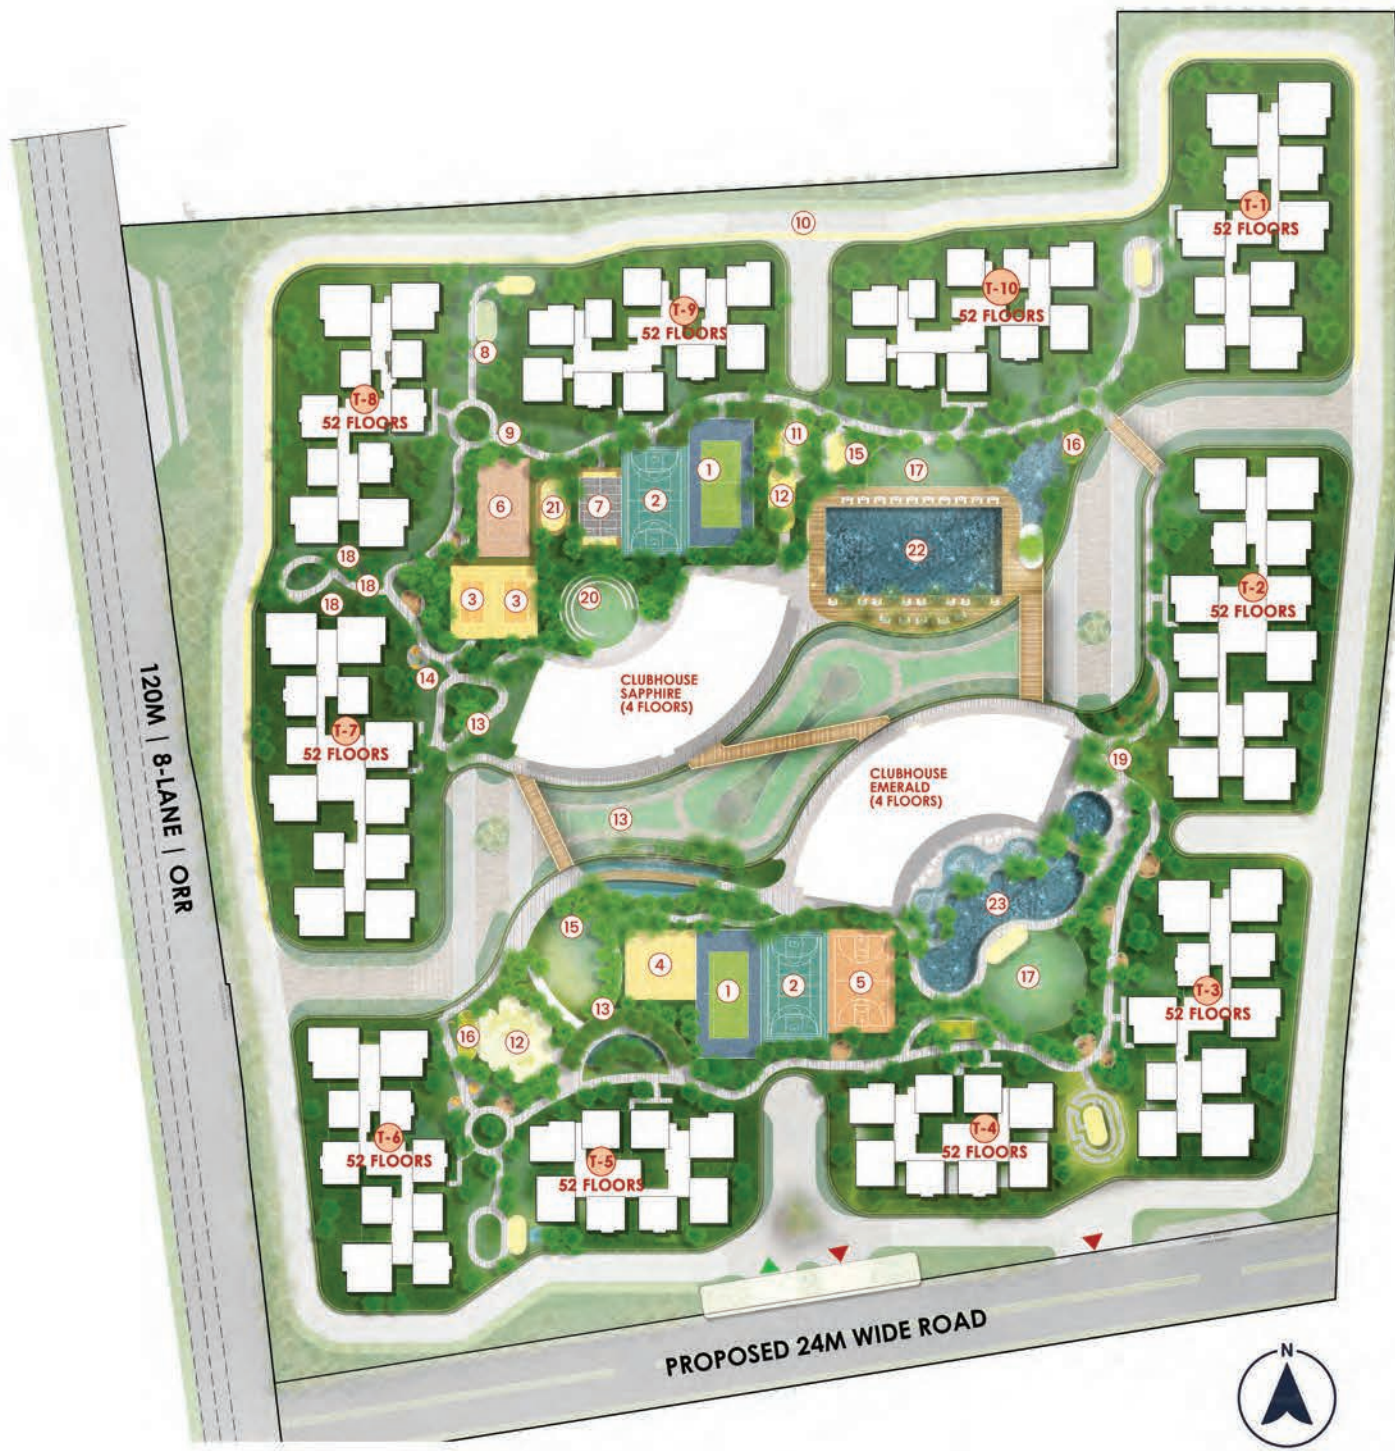 10
T-1
52 FLOORS
T-10
52 FLOORS
T-9
52 FLOORS
8
T-8
52 FLOORS
9
11
15
17
16
1
2
12
6
21
7
22
18
18
18
3
3
20
T-2
52 FLOORS
14
13
CLUBHOUSE
SAPPHIRE
(4 FLOORS)
T-7
52 FLOORS
120M | 8-LANE | ORR
19
CLUBHOUSE
EMERALD
(4 FLOORS)
13
23
15
4
1
2
5
17
T-3
52 FLOORS
13
16
12
T-6
52 FLOORS
T-5
52 FLOORS
T-4
52 FLOORS
PROPOSED 24M WIDE ROAD
N